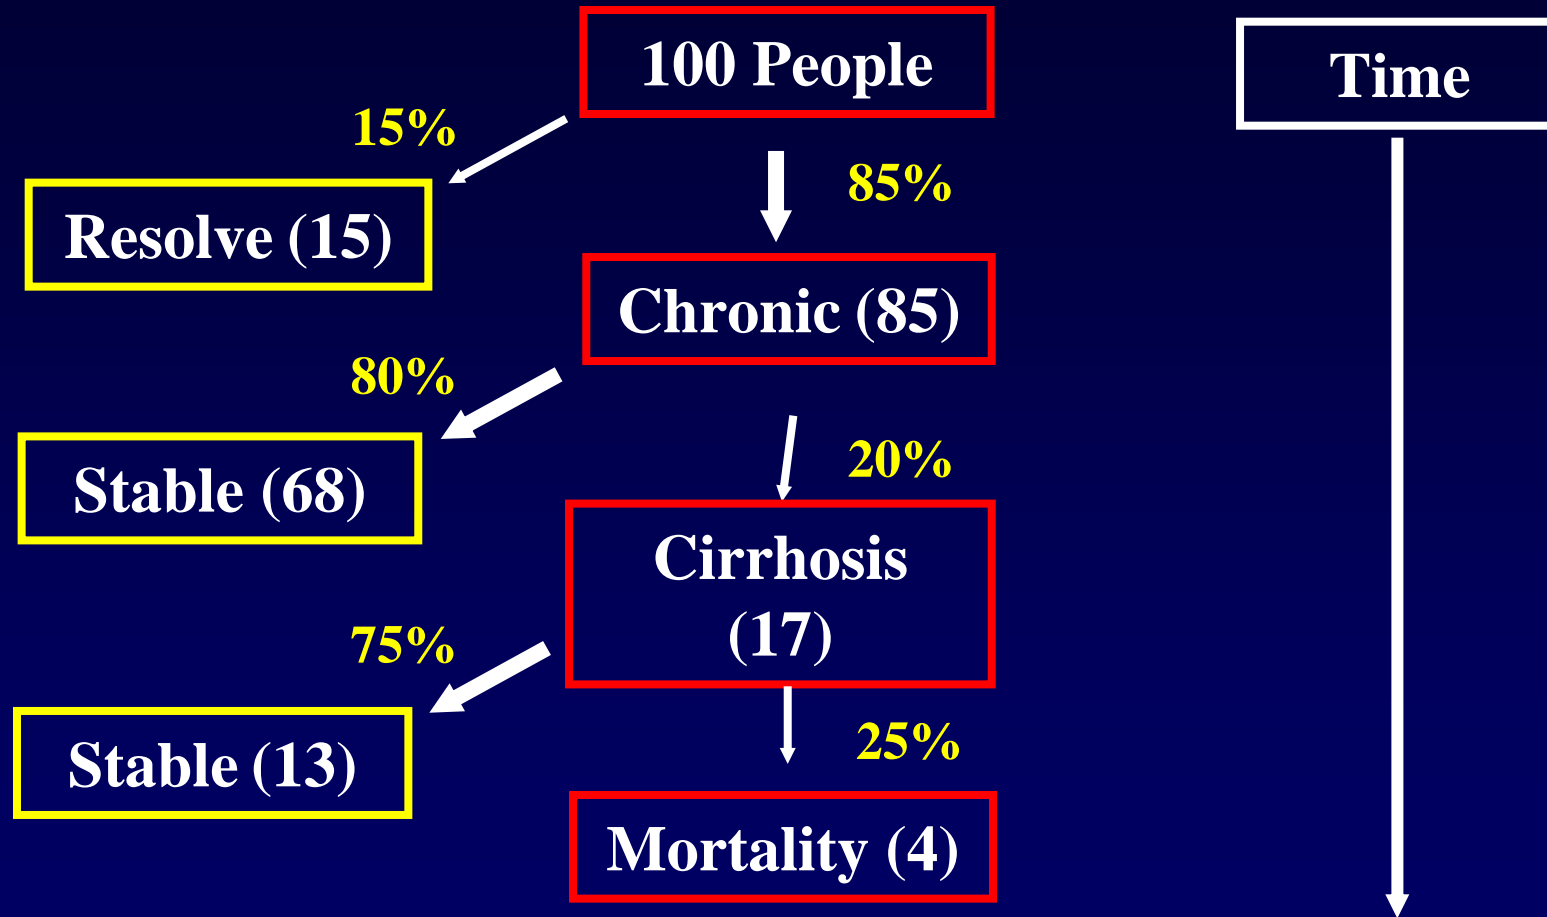 100 People
Time
15%
85%
Resolve (15)
Chronic (85)
80%
20%
Stable (68)
Cirrhosis
(17)
75%
25%
Stable (13)
Mortality (4)